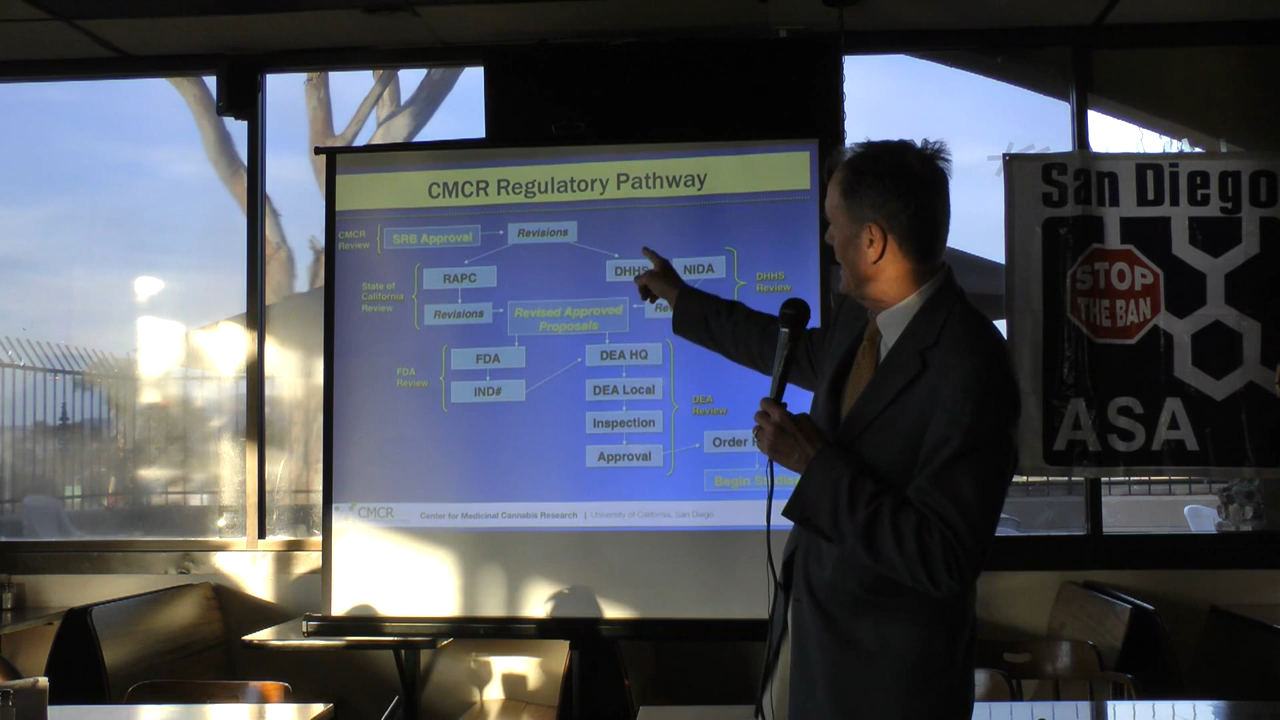 CMCR Regulatory Pathway
CMCR
Review
SRB Approval
Revisions
RAPC
DHHS
NIDA
DHHS
Review
State of
California
Review
Revisions
Revised Approved
Proposals
FDA
DEA HQ
FDA
Review
IND#
DEA Local
DEA
Review
Inspection
Approval
Order
Begin
CMCR
Center for Medicinal Cannabis Research | University of California, San Diego
San Diego
STOP
THE BAN
ASA